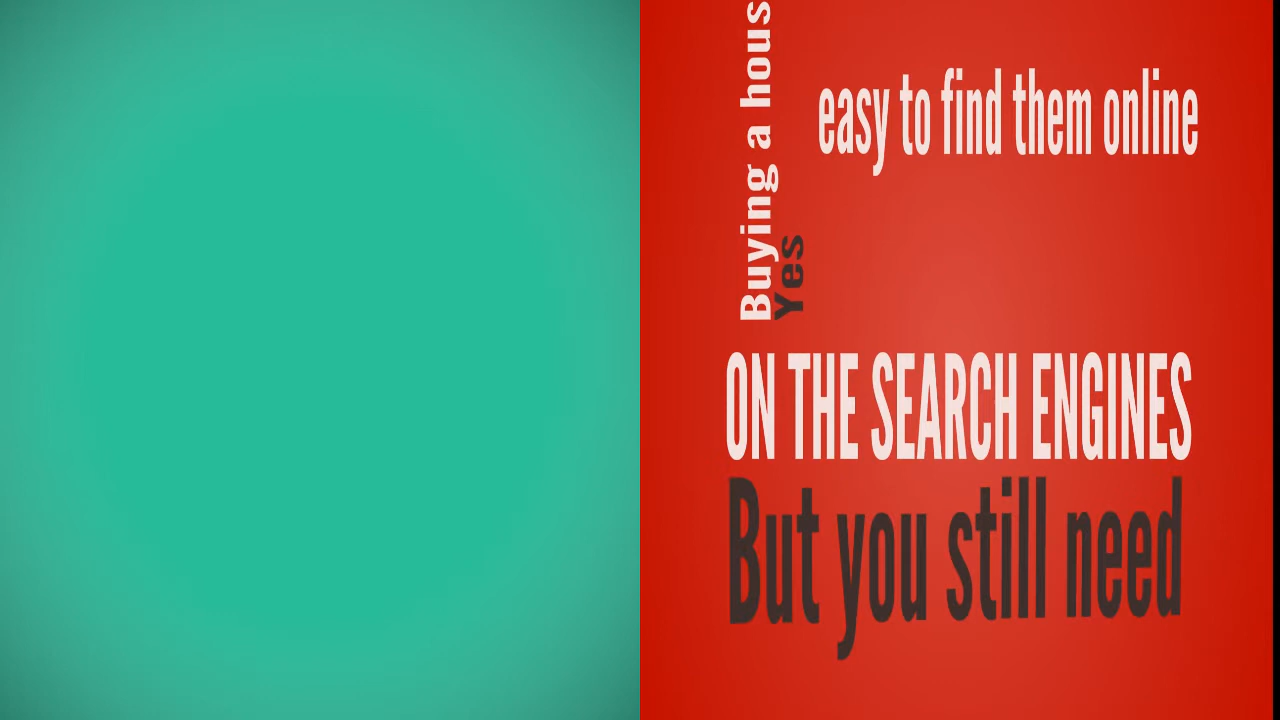 Buying a hous
Yes
easy to find them online
ON THE SEARCH ENGINES
But you still need